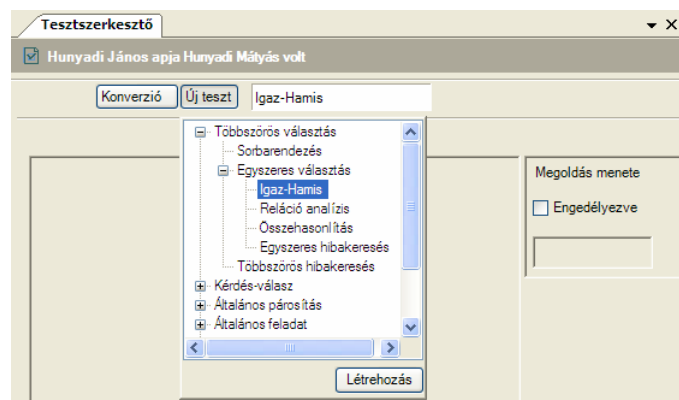 Tesztszerkesztő
Hunyadi János apja Hunyadi Mátyás volt
Konverzió Új teszt Igaz-Hamis
Többszörös választás
Sorbarendezés
Egyszeres választás
Igaz-Hamis
Reláció analízis
Összehasonlítás
Egyszeres hibakeresés
Többszörös hibakeresés
Kérdés-válasz
Általános párosítás
Általános feladat
Létrehozás
Megoldás menete
Engedélyezve